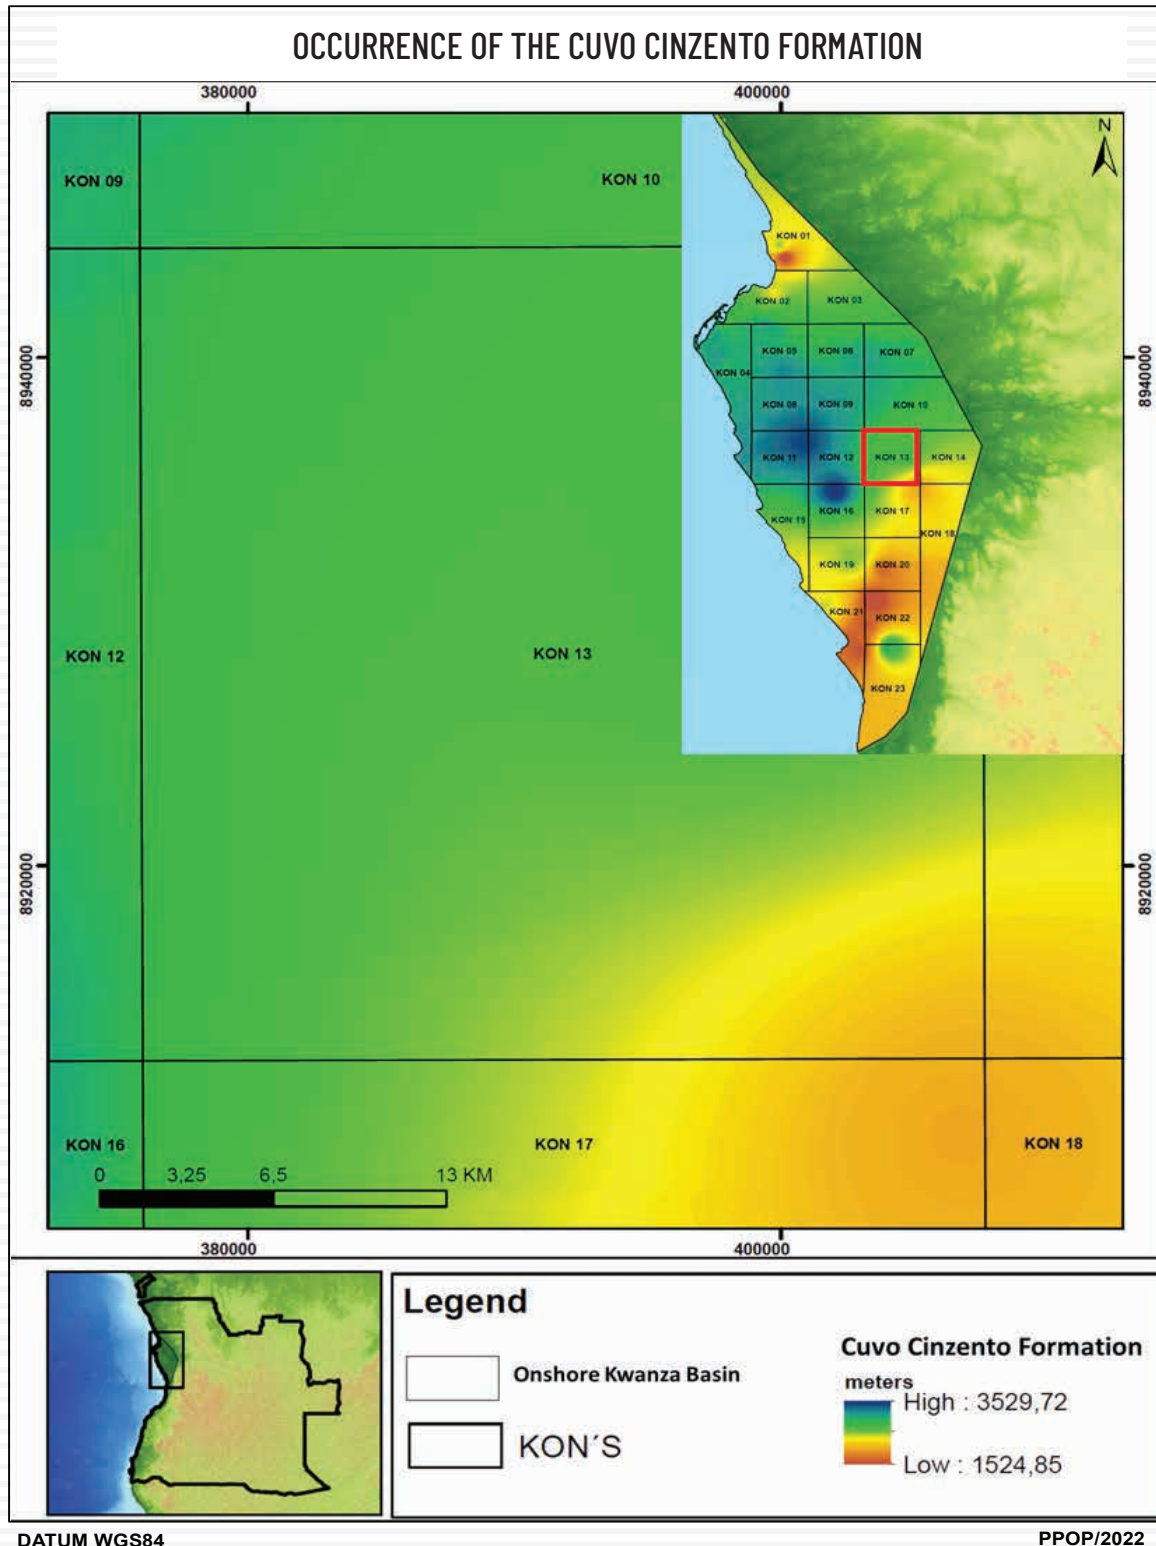 OCCURRENCE OF THE CUVO CINZENTO FORMATION
380000
400000
N
KON 09
KON 10
KON 01
KON 02
KON 03
KON 05
KON 06
KON 07
KON 04
KON 08
KON 09
KON 10
KON 11
KON 12
KON 13
KON 14
KON 15
KON 16
KON 17
KON 18
KON 19
KON 20
KON 21
KON 22
KON 23
8940000
8940000
KON 12
KON 13
8920000
8920000
KON 16
KON 17
KON 18
0 3,25 6,5 13 KM
380000
400000
Legend
Onshore Kwanza Basin
KON´S
Cuvo Cinzento Formation
meters
High : 3529,72
Low : 1524,85
DATUM WGS84
PPOP/2022